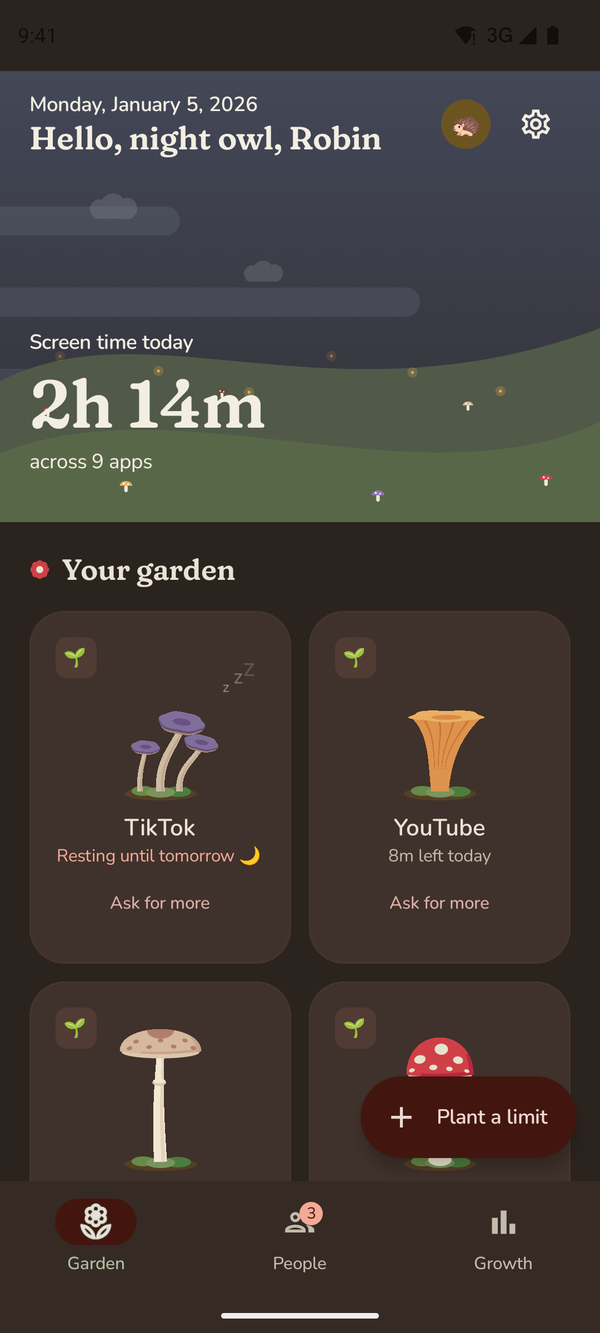 9:41
3G
Monday, January 5, 2026
Hello, night owl, Robin
Screen time today
2h 14m
across 9 apps
Your garden
z z Z
TikTok
Resting until tomorrow 🌙
Ask for more
YouTube
8m left today
Ask for more
+ Plant a limit
3
Garden
People
Growth